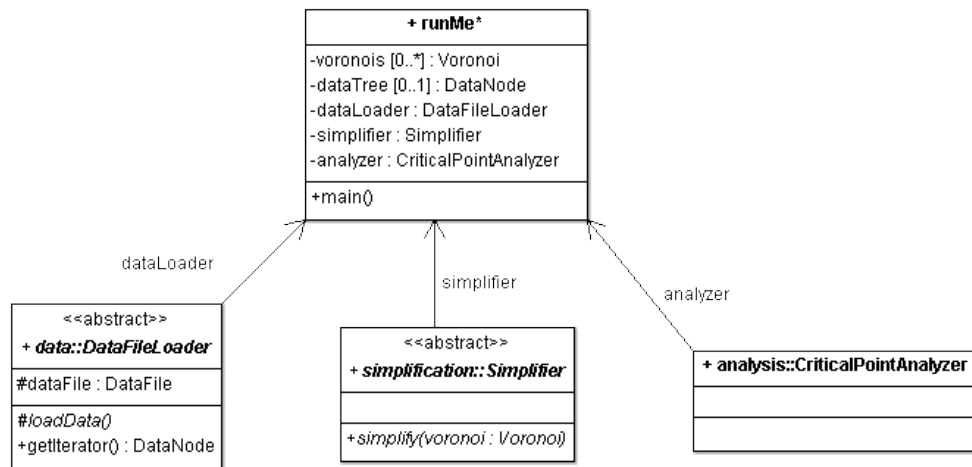 + runMe*
-voronois [0..*] : Voronoi
-dataTree [0..1] : DataNode
-dataLoader : DataFileLoader
-simplifier : Simplifier
-analyzer : CriticalPointAnalyzer
+main()
dataLoader
simplifier
analyzer
<<abstract>>
+ data::DataFileLoader
#dataFile : DataFile
#loadData()
+getIterator() : DataNode
<<abstract>>
+ simplification::Simplifier
+simplify(voronoi : Voronoi)
+ analysis::CriticalPointAnalyzer